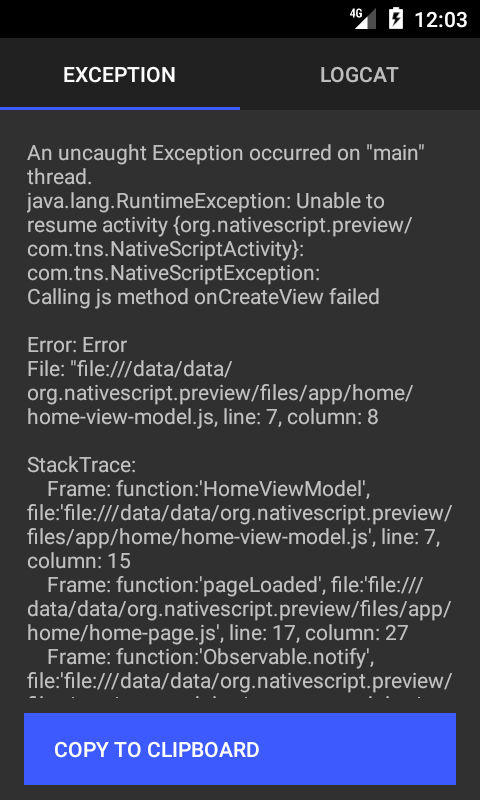 4G
12:03
EXCEPTION
LOGCAT
An uncaught Exception occurred on "main"
thread.
java.lang.RuntimeException: Unable to
resume activity {org.nativescript.preview/
com.tns.NativeScriptActivity}:
com.tns.NativeScriptException:
Calling js method onCreateView failed
Error: Error
File: "file:///data/data/
org.nativescript.preview/files/app/home/
home-view-model.js, line: 7, column: 8
StackTrace:
Frame: function:'HomeViewModel',
file:'file:///data/data/org.nativescript.preview/
files/app/home/home-view-model.js', line: 7,
column: 15
Frame: function:'pageLoaded', file:'file:///
data/data/org.nativescript.preview/files/app/
home/home-page.js', line: 17, column: 27
Frame: function:'Observable.notify',
file:'file:///data/data/org.nativescript.preview/
COPY TO CLIPBOARD